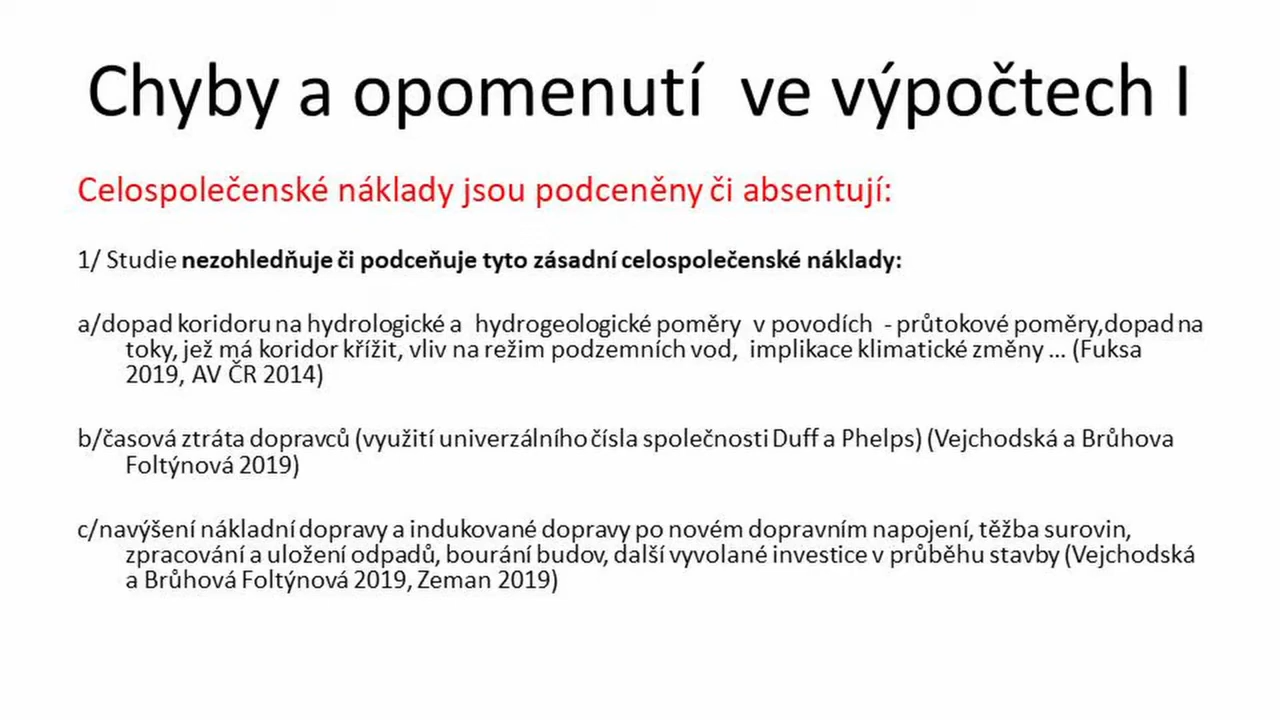 Chyby a opomenutí  ve výpočtech I
Celospolečenské náklady jsou podceněny či absentují:
1/ Studie nezohledňuje či podceňuje tyto zásadní celospolečenské náklady:
a/dopad koridoru na hydrologické a  hydrogeologické poměry  v povodích  - průtokové poměry,dopad na
toky, jež má koridor křížit, vliv na režim podzemních vod,  implikace klimatické změny ... (Fuksa
2019, AV ČR 2014)
b/časová ztráta dopravců (využití univerzálního čísla společnosti Duff a Phelps) (Vejchodská a Brůhova
Foltýnová 2019)
c/navýšení nákladní dopravy a indukované dopravy po novém dopravním napojení, těžba surovin,
zpracování a uložení odpadů, bourání budov, další vyvolané investice v průběhu stavby (Vejchodská
a Brůhová Foltýnová 2019, Zeman 2019)